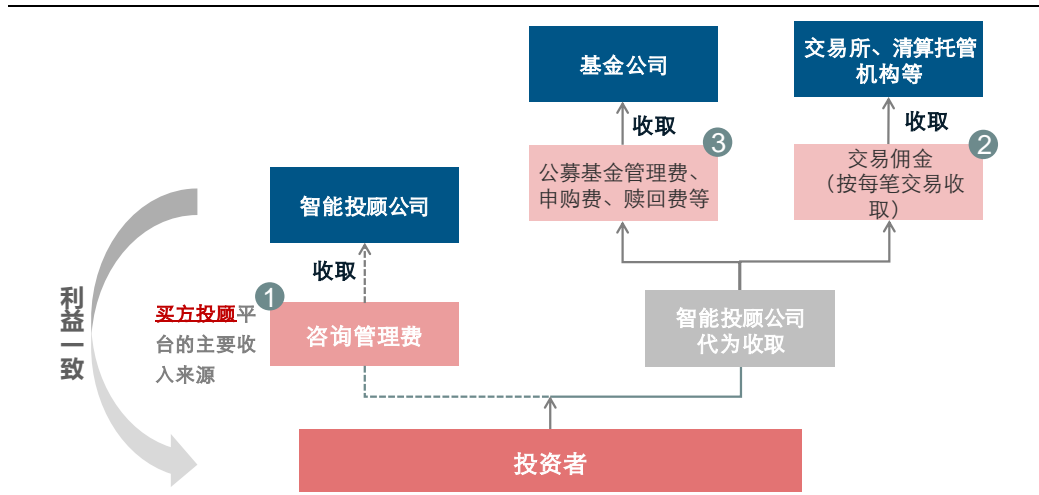 基金公司
交易所、清算托管
机构等
收取
收取
3
2
公募基金管理费、
申购费、赎回费等
交易佣金
（按每笔交易收
取）
智能投顾公司
收取
1
利益一致
买方投顾平
台的主要收
入来源
咨询管理费
智能投顾公司
代为收取
投资者